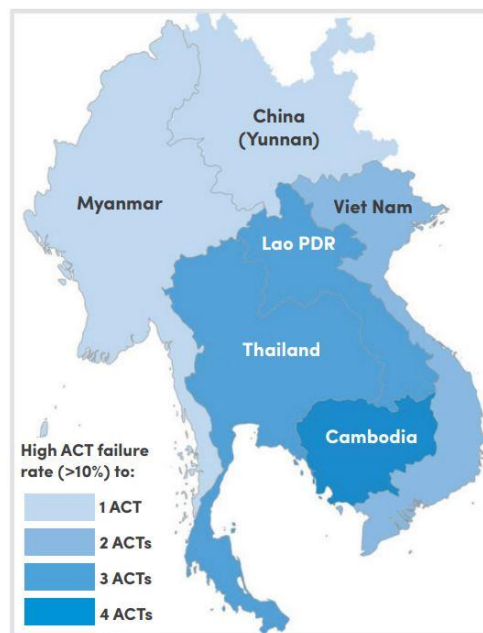 China
(Yunnan)
Myanmar
Viet Nam
Lao PDR
Thailand
Cambodia
High ACT failure
rate (>10%) to:
1 ACT
2 ACTs
3 ACTs
4 ACTs